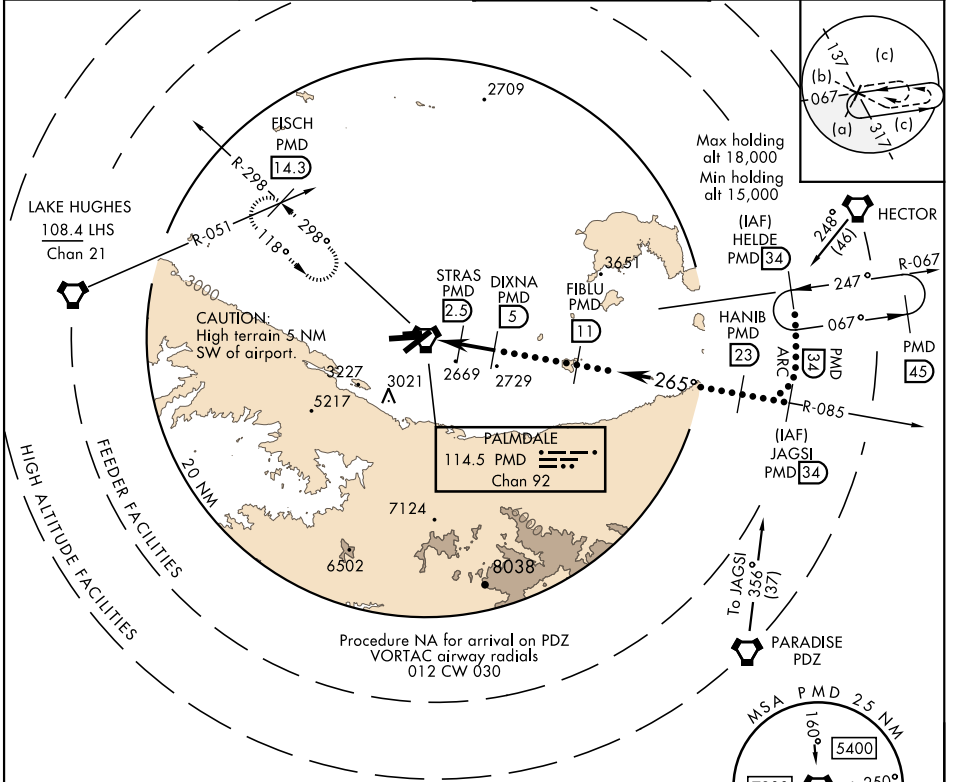 2709
EISCH
PMD
14.3
R-298
298°
118°
R-051
LAKE HUGHES
108.4 LHS
Chan 21
3000
CAUTION:
High terrain 5 NM
SW of airport.
3227
3021
5217
STRAS
PMD
2.5
DIXNA
PMD
5
FIBLU
PMD
11
3651
2669
2729
265°
Max holding
alt 18,000
Min holding
alt 15,000
(IAF)
HELDE
PMD 34
HECTOR
248°
(46)
R-067
247°
067°
HANIB
PMD
23
ARC
34
PMD
PMD
45
R-085
(IAF)
JAGSI
PMD 34
PALMDALE
114.5 PMD
Chan 92
20 NM
7124
6502
8038
FEEDER FACILITIES
HIGH ALTITUDE FACILITIES
Procedure NA for arrival on PDZ
VORTAC airway radials
012 CW 030
To JAGSI
356°
(37)
PARADISE
PDZ
137
(c)
(b)
067
(a)
(c)
317
MSA PMD 25 NM
160°
5400
250°